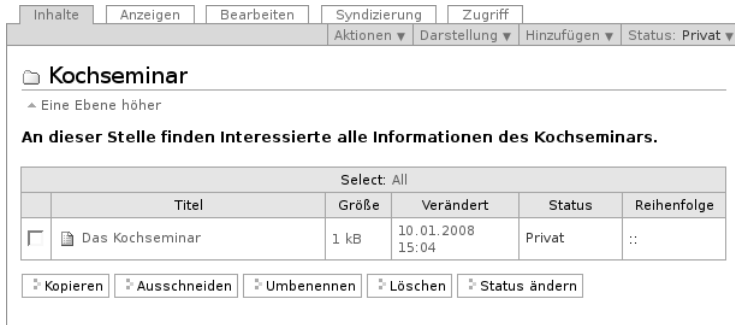 Inhalte Anzeigen Bearbeiten Syndizierung Zugriff
Aktionen ▼ Darstellung ▼ Hinzufügen ▼ Status: Privat ▼
Kochseminar
Eine Ebene höher
An dieser Stelle finden Interessierte alle Informationen des Kochseminars.
Select: All
Titel Größe Verändert Status Reihenfolge
Das Kochseminar 1 kB 10.01.2008 15:04 Privat ::
Kopieren Ausschneiden Umbenennen Löschen Status ändern